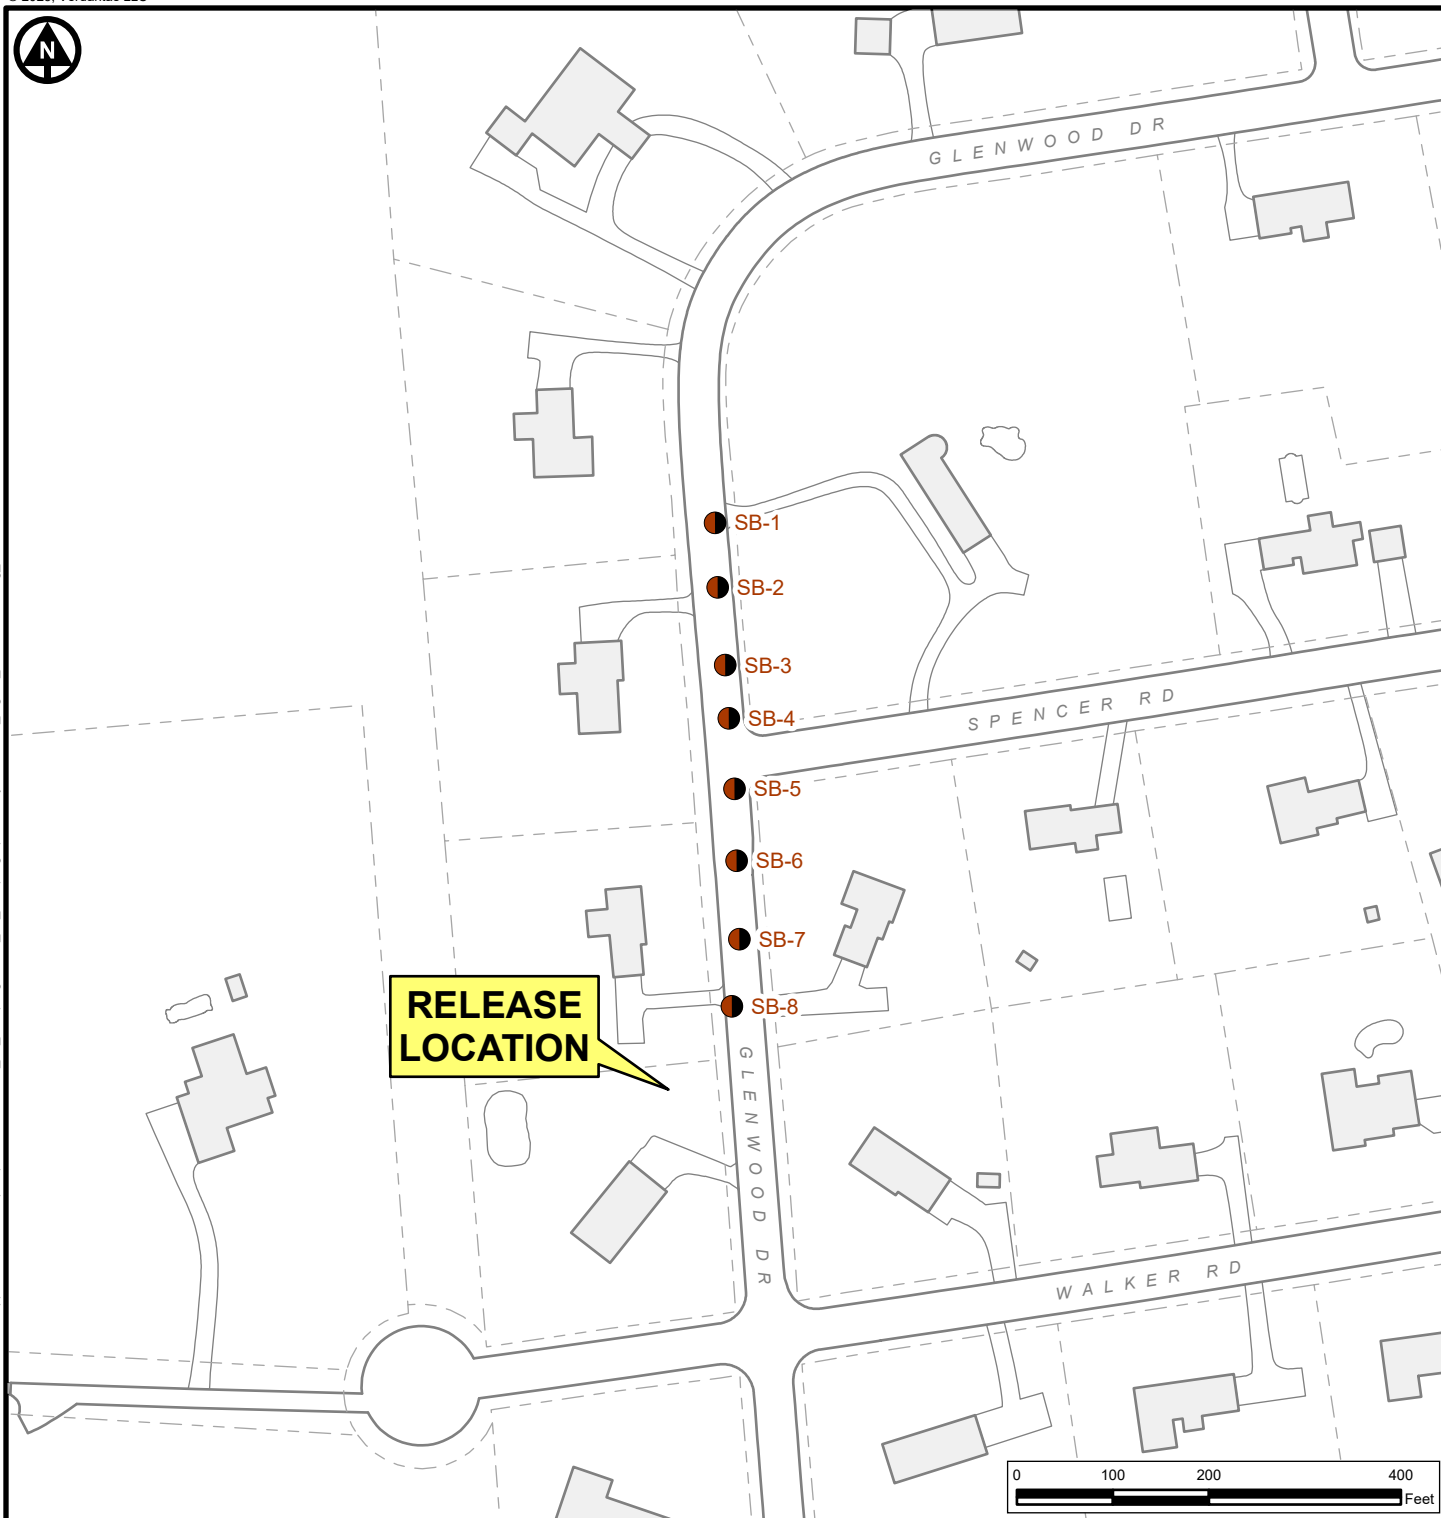 N
GLENWOOD DR
SB-1
SB-2
SB-3
SPENCER RD
SB-4
SB-5
SB-6
SB-7
RELEASE
LOCATION
SB-8
GLENWOOD DR
WALKER RD
0 100 200 400
Feet